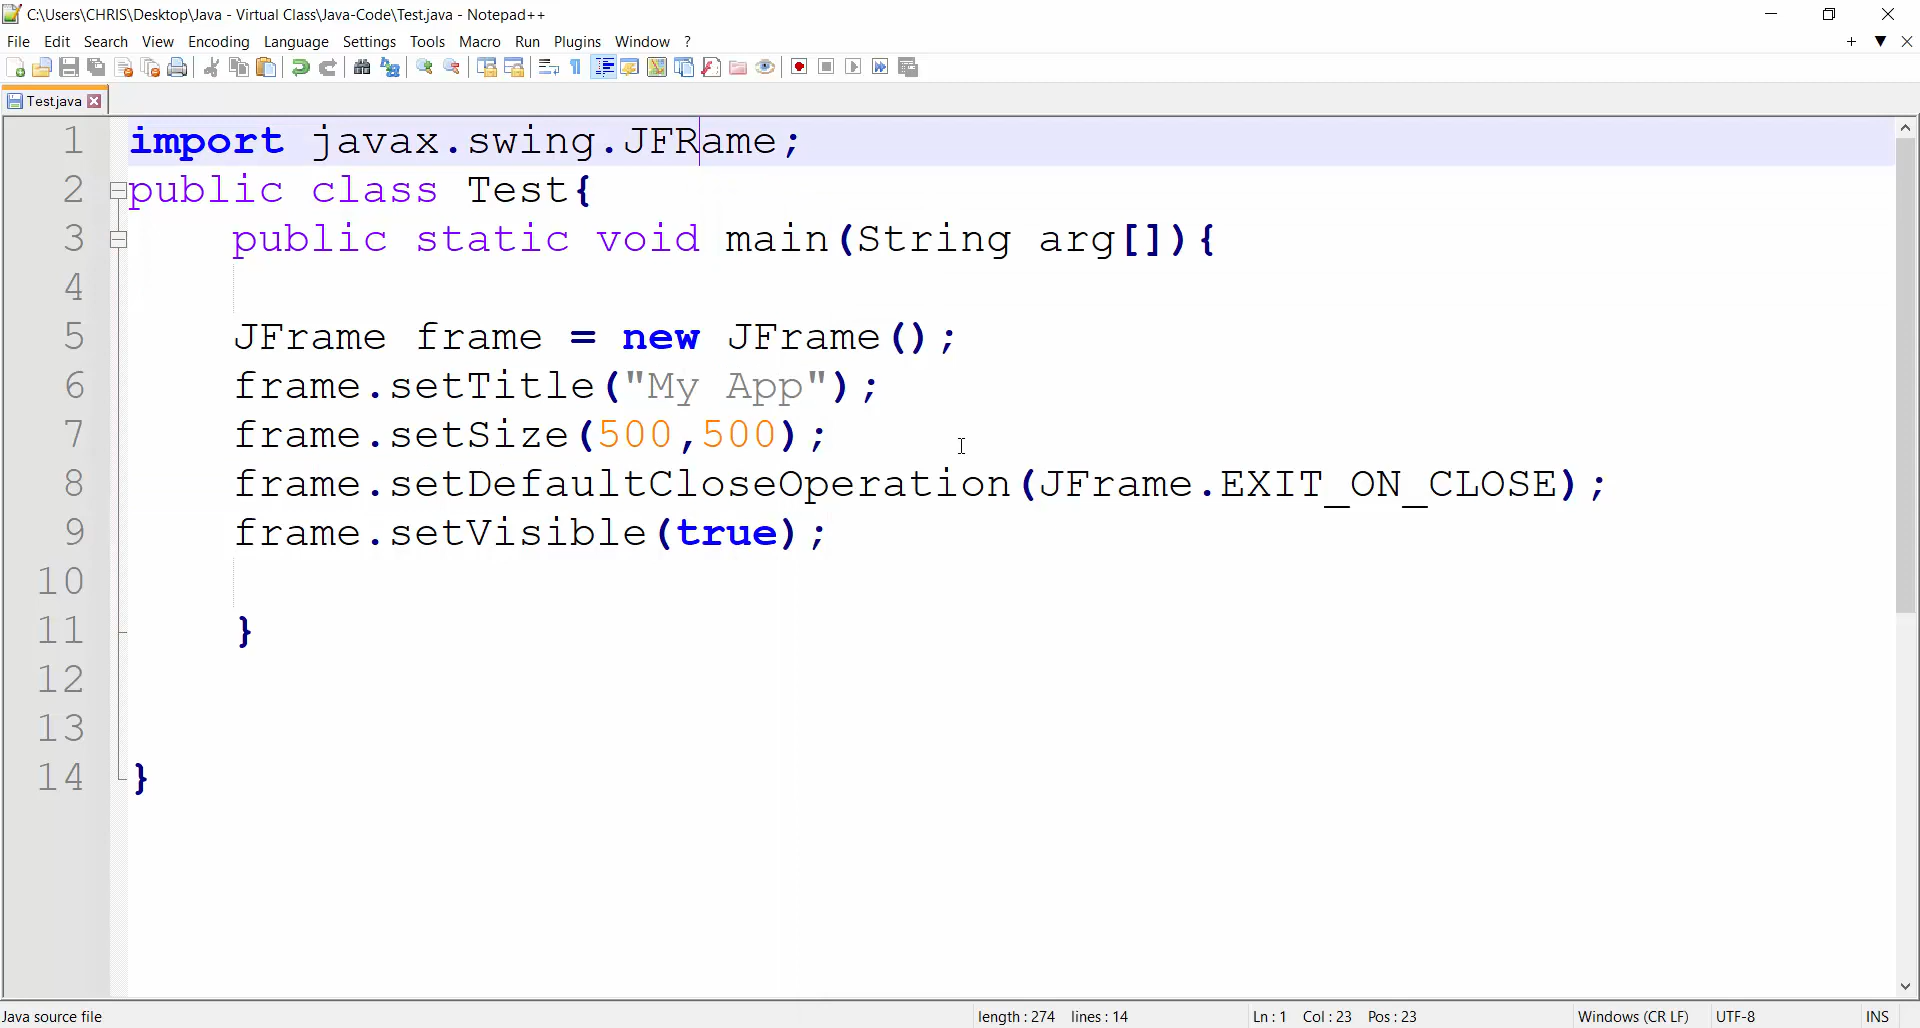 C:\Users\CHRIS\Desktop\Java - Virtual Class\Java-Code\Test.java - Notepad++
File Edit Search View Encoding Language Settings Tools Macro Run Plugins Window ?
Test.java
1 import javax.swing.JFRame;
2 public class Test{
3 public static void main(String arg[]){
4
5 JFrame frame = new JFrame();
6 frame.setTitle("My App");
7 frame.setSize(500,500);
8 frame.setDefaultCloseOperation(JFrame.EXIT_ON_CLOSE);
9 frame.setVisible(true);
10
11 }
12
13
14 }
Java source file length : 274 lines : 14 Ln : 1 Col : 23 Pos : 23 Windows (CR LF) UTF-8 INS